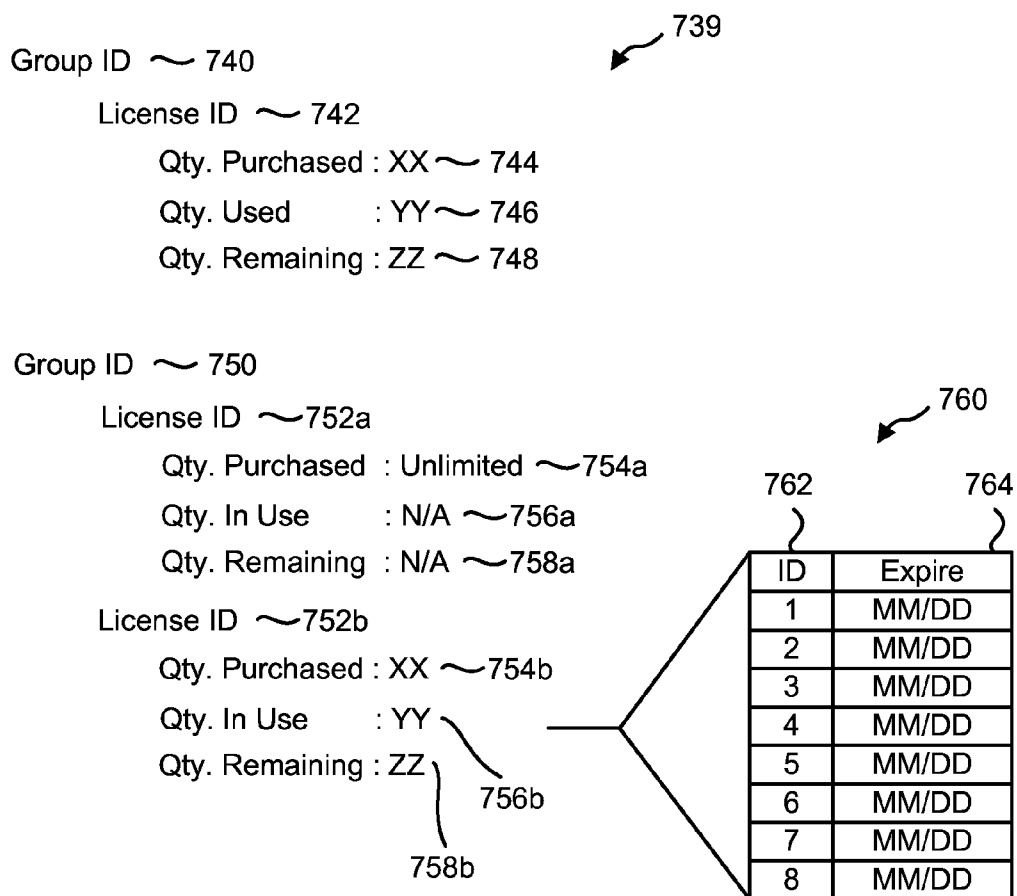 739
Group ID 740
License ID 742
Qty. Purchased : XX 744
Qty. Used : YY 746
Qty. Remaining : ZZ 748
Group ID 750
License ID 752a
Qty. Purchased : Unlimited 754a
Qty. In Use : N/A 756a
Qty. Remaining : N/A 758a
License ID 752b
Qty. Purchased : XX 754b
Qty. In Use : YY
Qty. Remaining : ZZ
756b
758b
760
762 764
ID Expire
1 MM/DD
2 MM/DD
3 MM/DD
4 MM/DD
5 MM/DD
6 MM/DD
7 MM/DD
8 MM/DD